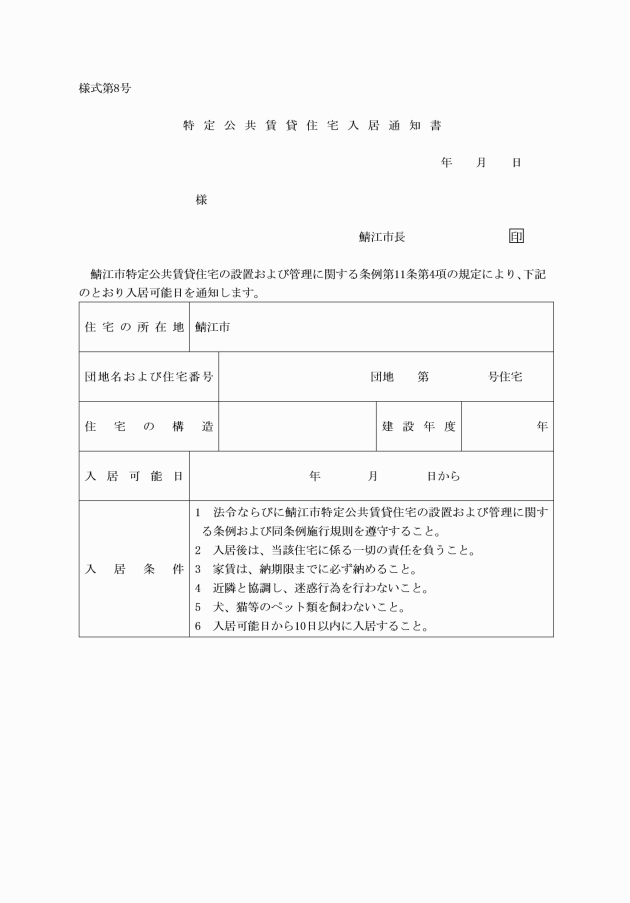 様式第8号
特定公共賃貸住宅入居通知書
年　　月　　日
様
鯖江市長　　　　　　　　　印
鯖江市特定公共賃貸住宅の設置および管理に関する条例第11条第4項の規定により、下記
のとおり入居可能日を通知します。
住宅の所在地　鯖江市
団地名および住宅番号　　　　団地　　第　　　　　号住宅
住宅の構造　　　　建設年度　　　　年
入居可能日　　　　年　　　　月　　　　日から
1　法令ならびに鯖江市特定公共賃貸住宅の設置および管理に関す
る条例および同条例施行規則を遵守すること。
2　入居後は、当該住宅に係る一切の責任を負うこと。
入居条件　3　家賃は、納期限までに必ず納めること。
4　近隣と協調し、迷惑行為を行わないこと。
5　犬、猫等のペット類を飼わないこと。
6　入居可能日から10日以内に入居すること。